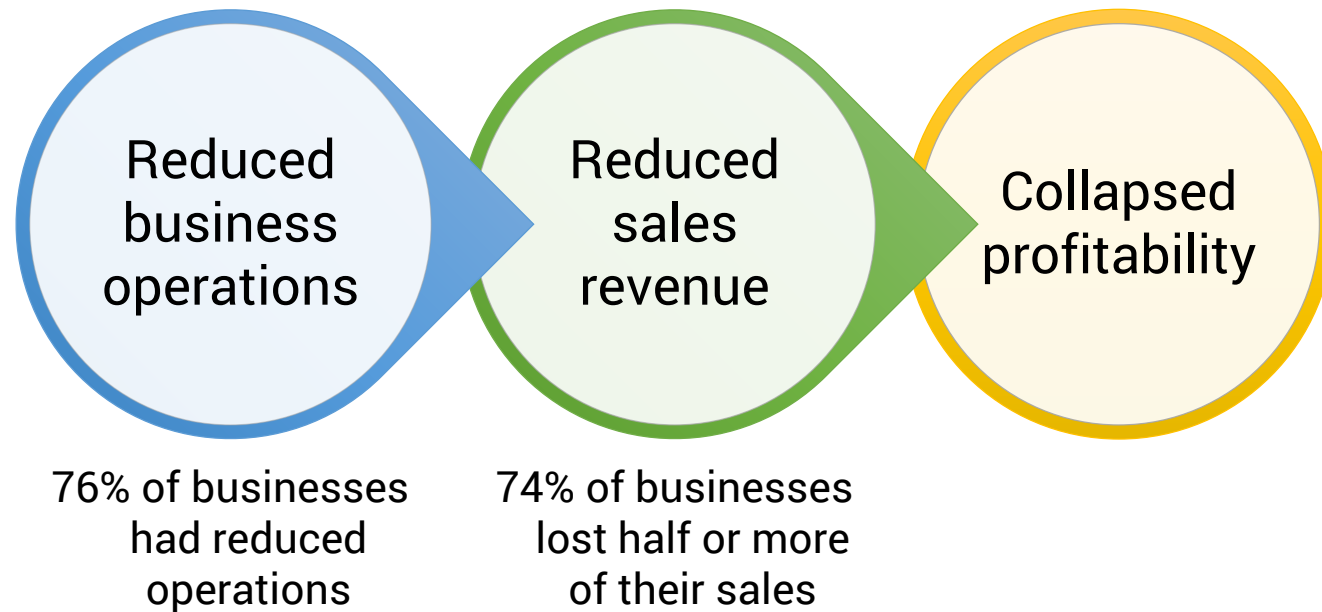 Reduced
business
operations
Reduced
sales
revenue
Collapsed
profitability
76% of businesses
had reduced
operations
74% of businesses
lost half or more
of their sales